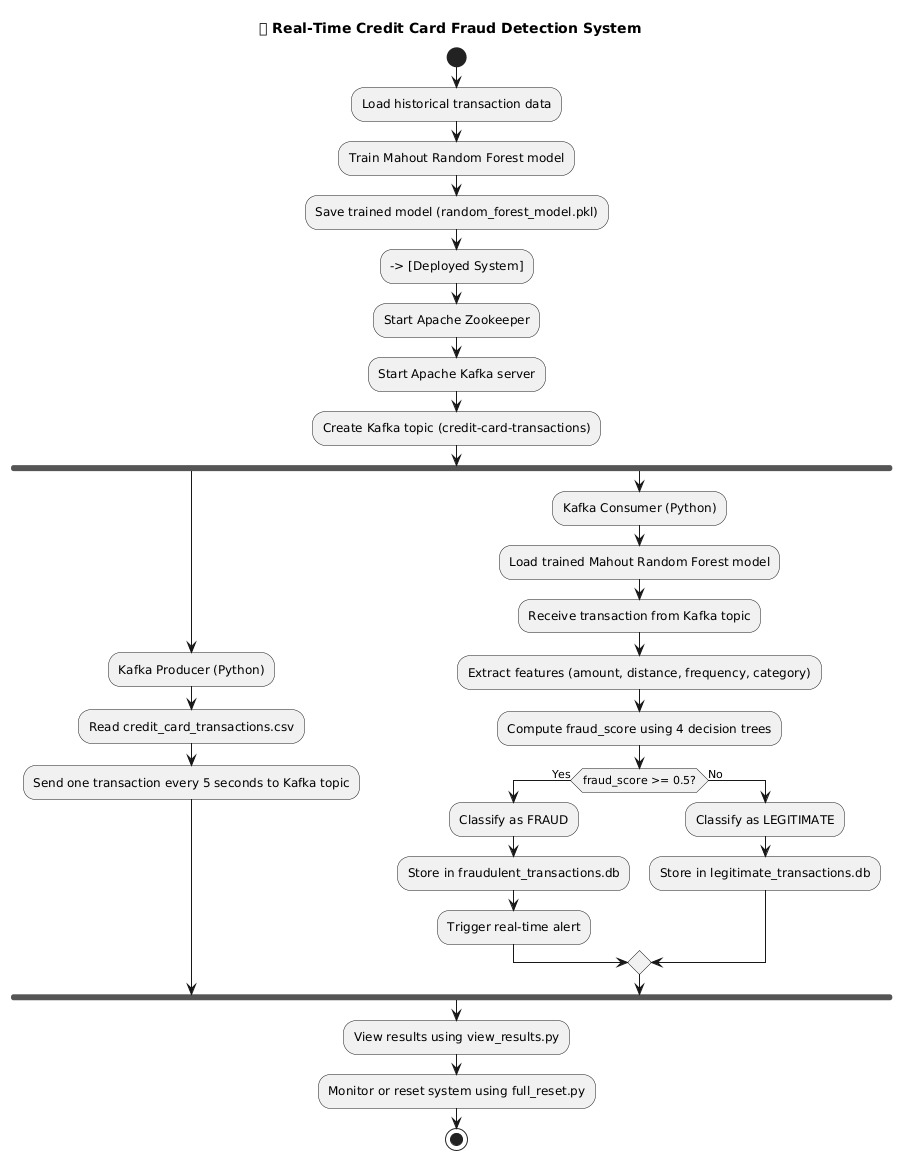 Real-Time Credit Card Fraud Detection System
Load historical transaction data
Train Mahout Random Forest model
Save trained model (random_forest_model.pkl)
-> [Deployed System]
Start Apache Zookeeper
Start Apache Kafka server
Create Kafka topic (credit-card-transactions)
Kafka Producer (Python)
Read credit_card_transactions.csv
Send one transaction every 5 seconds to Kafka topic
Kafka Consumer (Python)
Load trained Mahout Random Forest model
Receive transaction from Kafka topic
Extract features (amount, distance, frequency, category)
Compute fraud_score using 4 decision trees
fraud_score >= 0.5?
Yes
Classify as FRAUD
Store in fraudulent_transactions.db
Trigger real-time alert
No
Classify as LEGITIMATE
Store in legitimate_transactions.db
View results using view_results.py
Monitor or reset system using full_reset.py